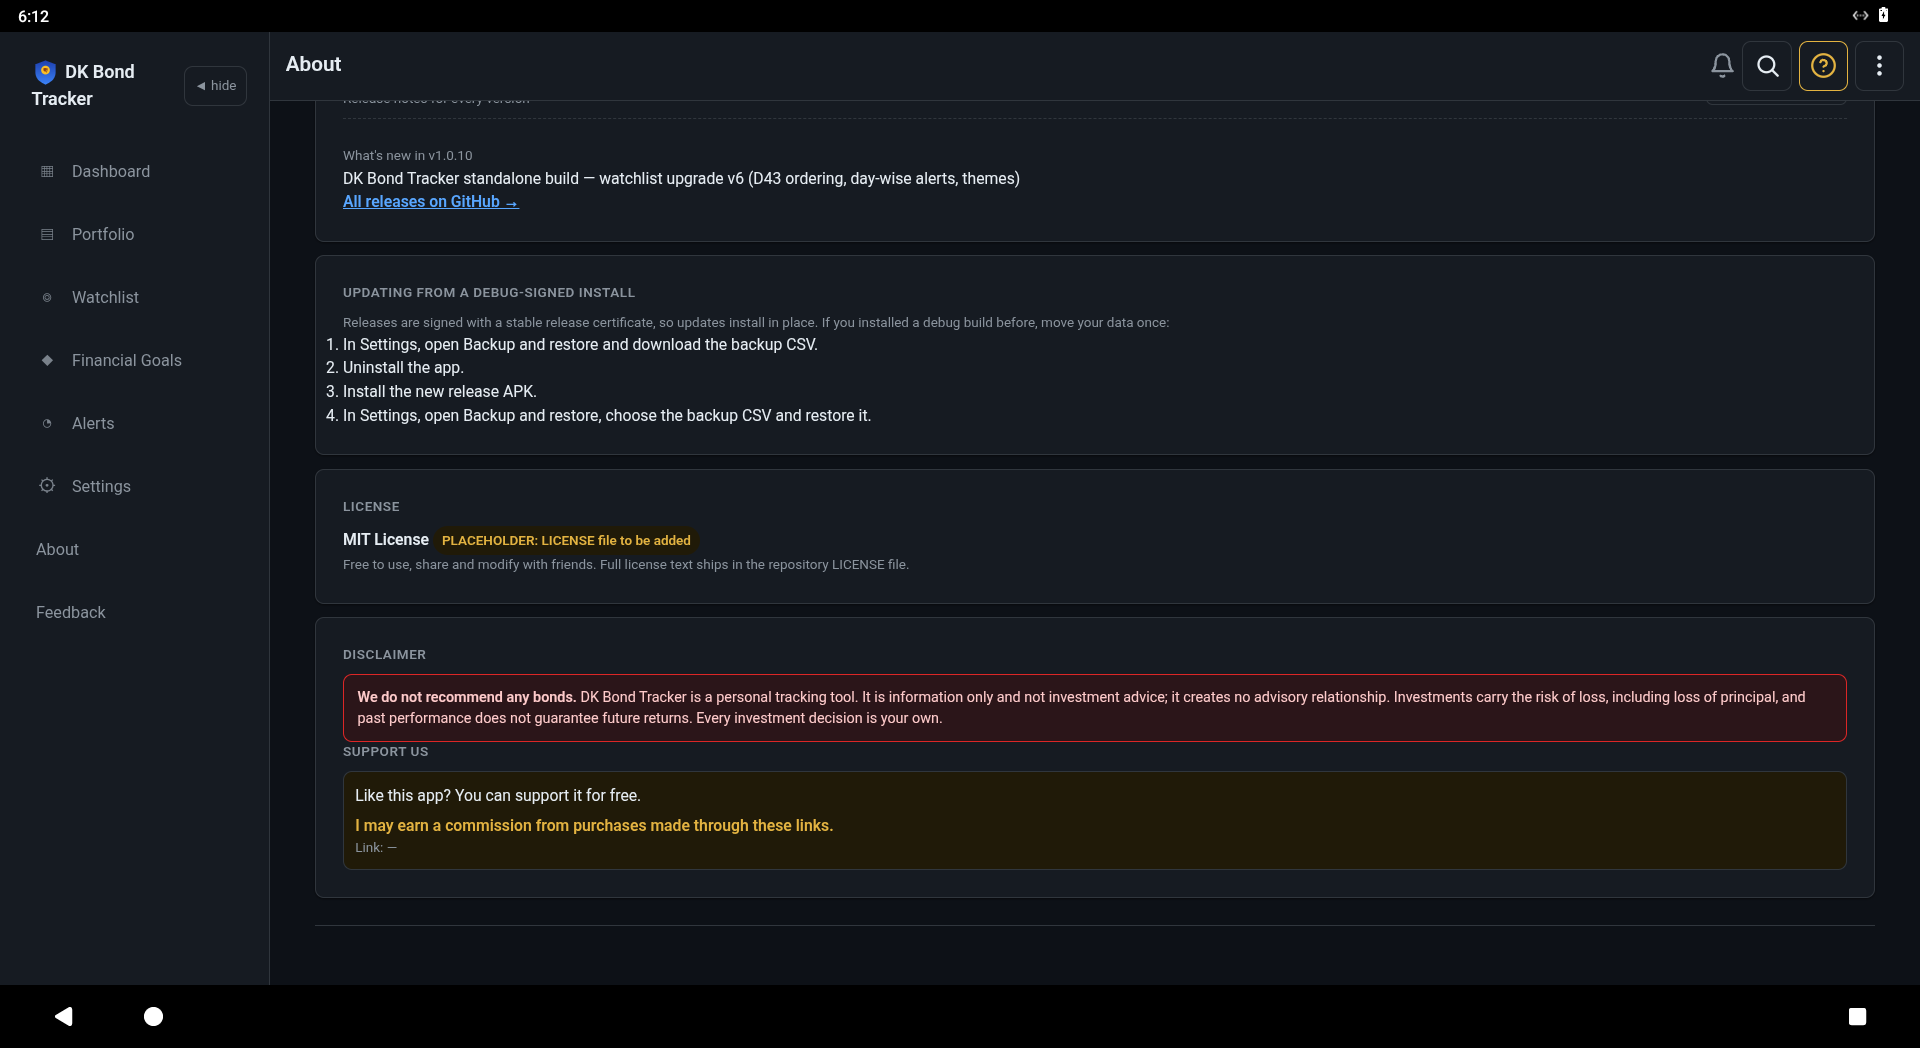 6:12
DK Bond
Tracker
◄ hide
About
Dashboard
Portfolio
Watchlist
Financial Goals
Alerts
Settings
About
Feedback
Release notes for every version
What's new in v1.0.10
DK Bond Tracker standalone build — watchlist upgrade v6 (D43 ordering, day-wise alerts, themes)
All releases on GitHub →
UPDATING FROM A DEBUG-SIGNED INSTALL
Releases are signed with a stable release certificate, so updates install in place. If you installed a debug build before, move your data once:
1. In Settings, open Backup and restore and download the backup CSV.
2. Uninstall the app.
3. Install the new release APK.
4. In Settings, open Backup and restore, choose the backup CSV and restore it.
LICENSE
MIT License PLACEHOLDER: LICENSE file to be added
Free to use, share and modify with friends. Full license text ships in the repository LICENSE file.
DISCLAIMER
We do not recommend any bonds. DK Bond Tracker is a personal tracking tool. It is information only and not investment advice; it creates no advisory relationship. Investments carry the risk of loss, including loss of principal, and
past performance does not guarantee future returns. Every investment decision is your own.
SUPPORT US
Like this app? You can support it for free.
I may earn a commission from purchases made through these links.
Link: —